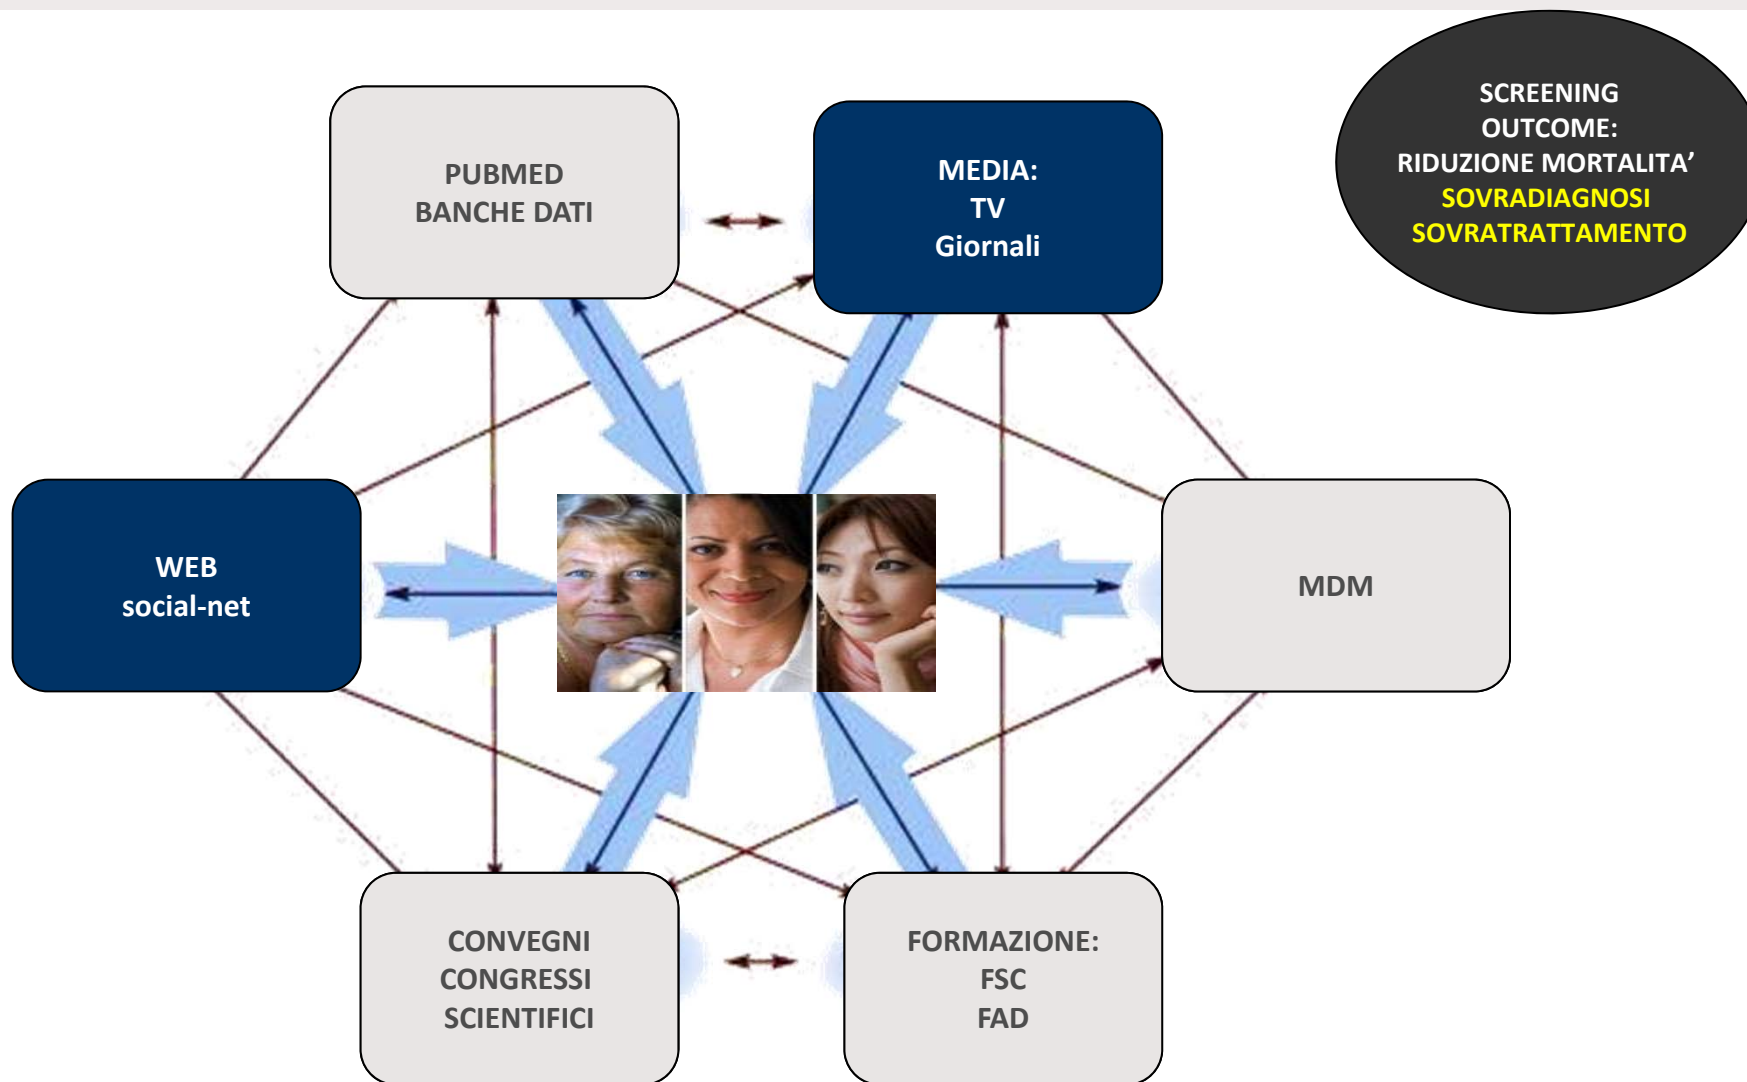 PUBMED
BANCHE DATI
MEDIA:
TV
Giornali
SCREENING
OUTCOME:
RIDUZIONE MORTALITA’
SOVRADIAGNOSI
SOVRATRATTAMENTO
WEB
social-net
MDM
CONVEGNI
CONGRESSI
SCIENTIFICI
FORMAZIONE:
FSC
FAD